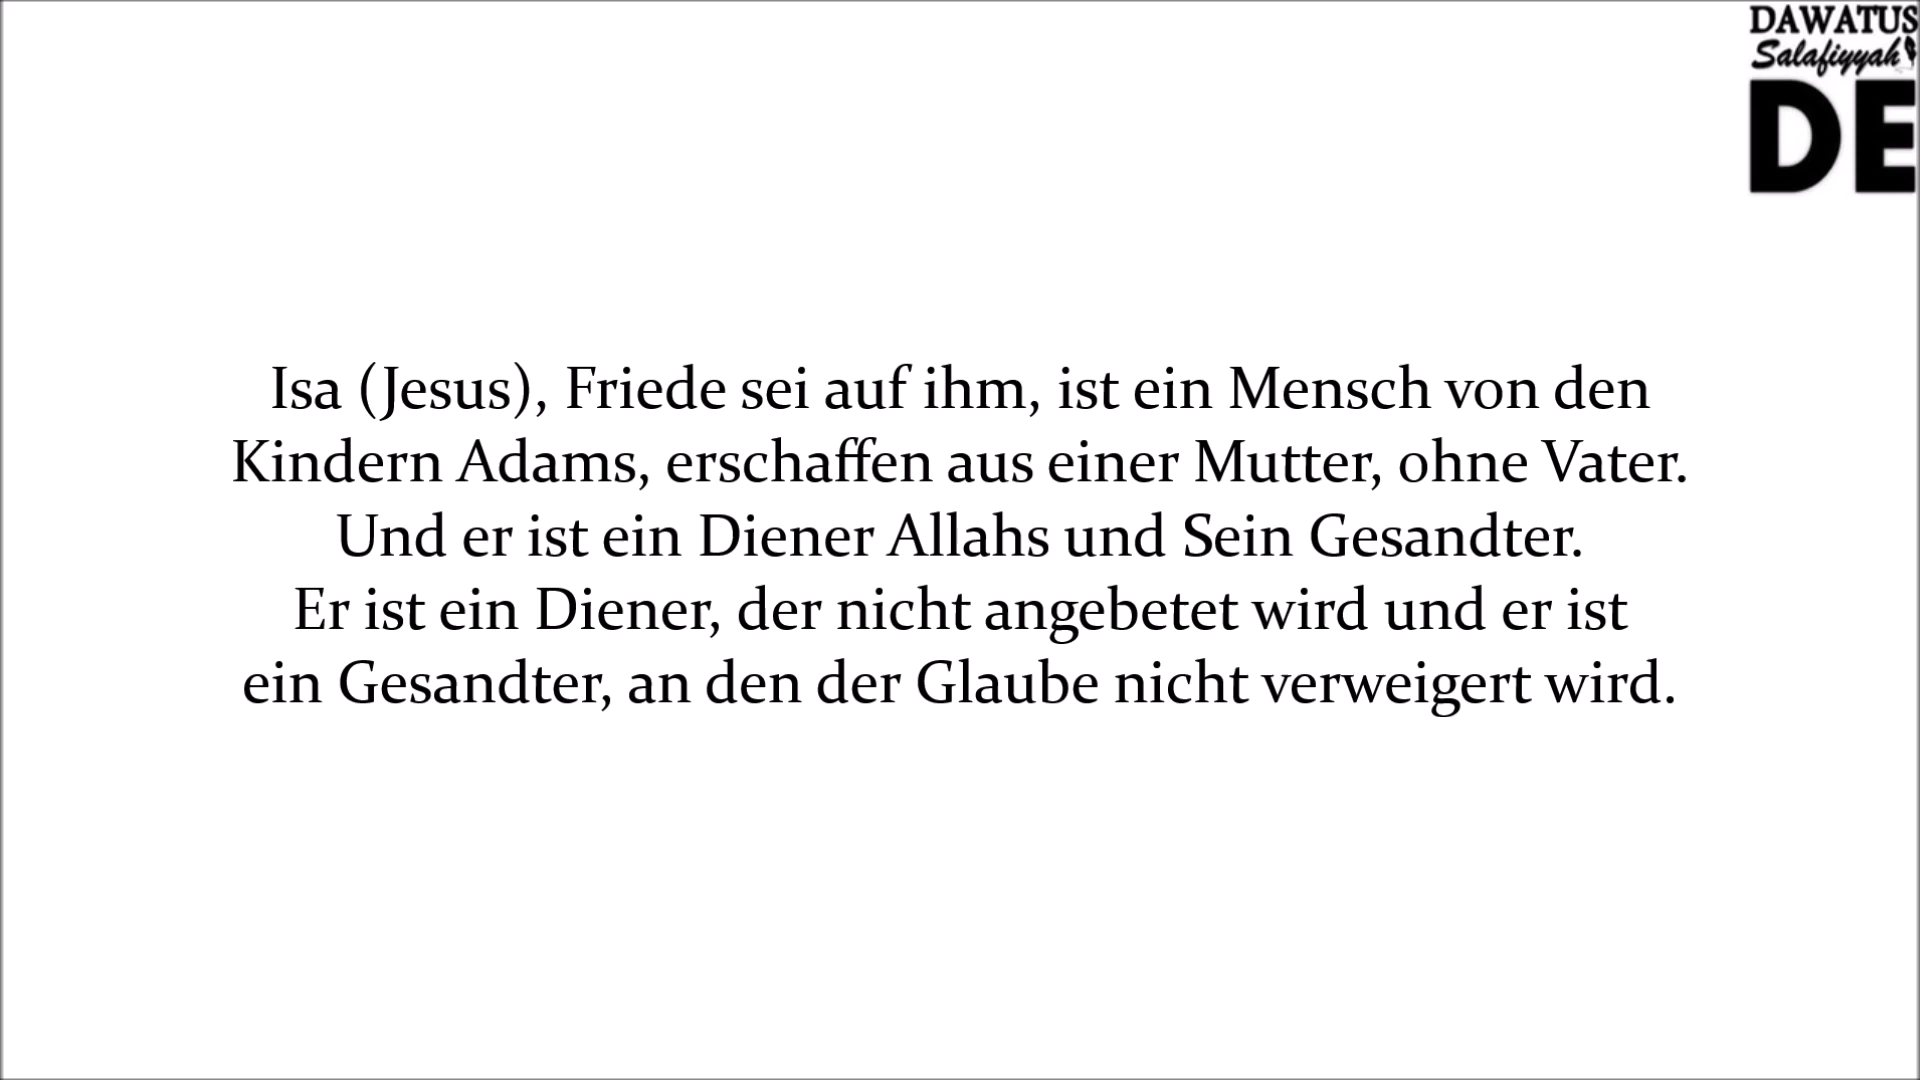 DAWATUS
Salafiyyah
DE
Isa (Jesus), Friede sei auf ihm, ist ein Mensch von den
Kindern Adams, erschaffen aus einer Mutter, ohne Vater.
Und er ist ein Diener Allahs und Sein Gesandter.
Er ist ein Diener, der nicht angebetet wird und er ist
ein Gesandter, an den der Glaube nicht verweigert wird.